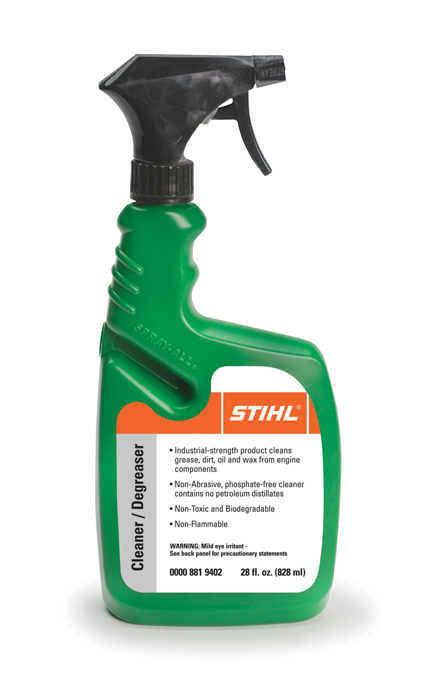 STREAM
SPRAY-ALL.
STIHL®
Cleaner / Degreaser
• Industrial-strength product cleans
grease, dirt, oil and wax from engine
components
• Non-Abrasive, phosphate-free cleaner
contains no petroleum distillates
• Non-Toxic and Biodegradable
• Non-Flammable
WARNING: Mild eye irritant -
See back panel for precautionary statements
0000 881 9402 28 fl. oz. (828 ml)